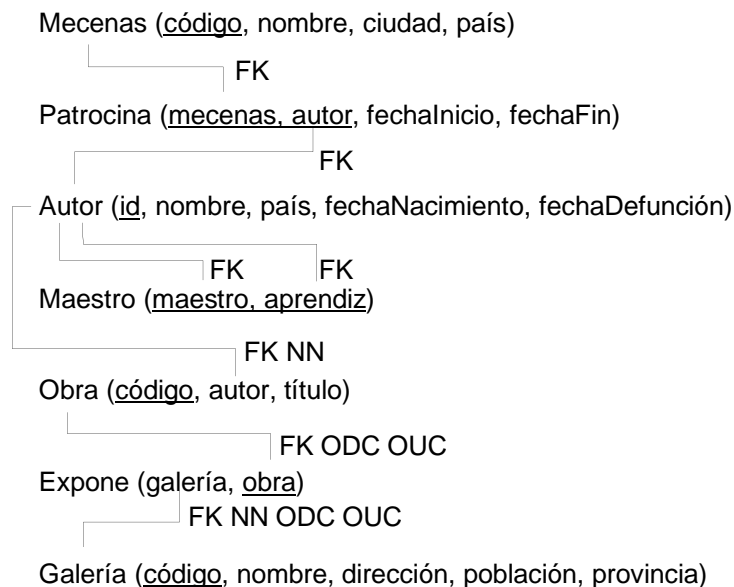 Mecenas (código, nombre, ciudad, país)
FK
Patrocina (mecenas, autor, fechaInicio, fechaFin)
FK
Autor (id, nombre, país, fechaNacimiento, fechaDefunción)
FK FK
Maestro (maestro, aprendiz)
FK NN
Obra (código, autor, título)
FK ODC OUC
Expone (galería, obra)
FK NN ODC OUC
Galería (código, nombre, dirección, población, provincia)